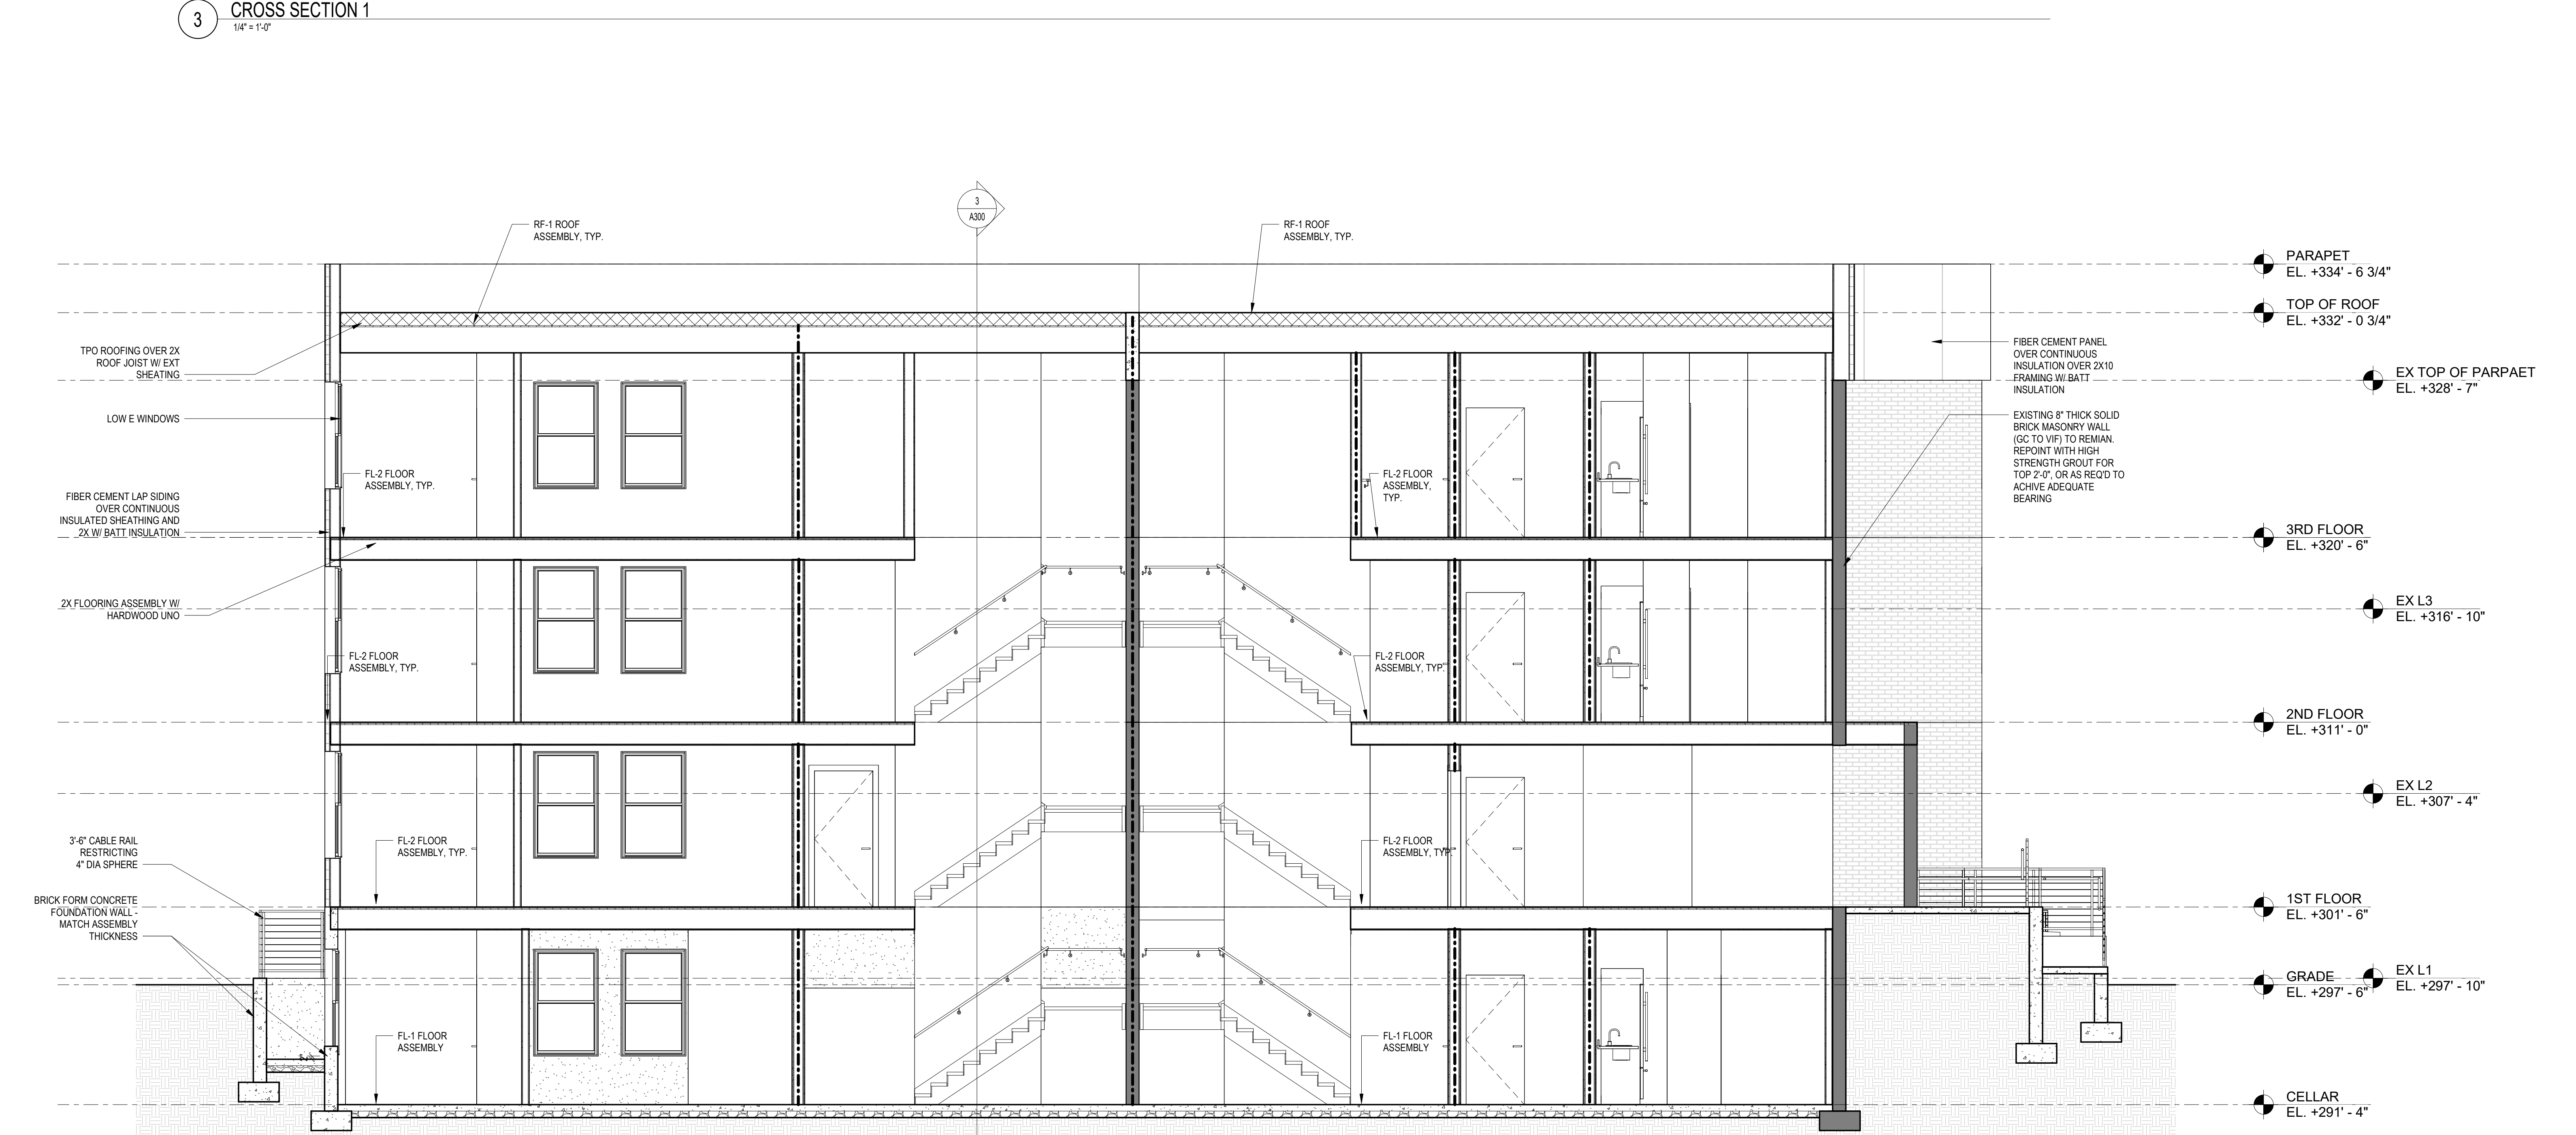 3
CROSS SECTION 1
1/4" = 1'-0"
3
A300
RF-1 ROOF
ASSEMBLY, TYP.
RF-1 ROOF
ASSEMBLY, TYP.
TPO ROOFING OVER 2X
ROOF JOIST W/ EXT
SHEATING
LOW E WINDOWS
FL-2 FLOOR
ASSEMBLY, TYP.
FIBER CEMENT LAP SIDING
OVER CONTINUOUS
INSULATED SHEATHING AND
2X W/ BATT INSULATION
2X FLOORING ASSEMBLY W/
HARDWOOD UNO
FL-2 FLOOR
ASSEMBLY, TYP.
3'-6" CABLE RAIL
RESTRICTING
4" DIA SPHERE
FL-2 FLOOR
ASSEMBLY, TYP.
BRICK FORM CONCRETE
FOUNDATION WALL -
MATCH ASSEMBLY
THICKNESS
FL-1 FLOOR
ASSEMBLY
FL-2 FLOOR
ASSEMBLY,
TYP.
FL-2 FLOOR
ASSEMBLY, TYP.
FL-2 FLOOR
ASSEMBLY, TYP.
FL-1 FLOOR
ASSEMBLY
FIBER CEMENT PANEL
OVER CONTINUOUS
INSULATION OVER 2X10
FRAMING W/ BATT
INSULATION
EXISTING 8" THICK SOLID
BRICK MASONRY WALL
(GC TO VIF) TO REMIAN.
REPOINT WITH HIGH
STRENGTH GROUT FOR
TOP 2'-0", OR AS REQ'D TO
ACHIVE ADEQUATE
BEARING
PARAPET
EL. +334' - 6 3/4"
TOP OF ROOF
EL. +332' - 0 3/4"
EX TOP OF PARPAET
EL. +328' - 7"
3RD FLOOR
EL. +320' - 6"
EX L3
EL. +316' - 10"
2ND FLOOR
EL. +311' - 0"
EX L2
EL. +307' - 4"
1ST FLOOR
EL. +301' - 6"
EX L1
EL. +297' - 10"
GRADE
EL. +297' - 6"
CELLAR
EL. +291' - 4"